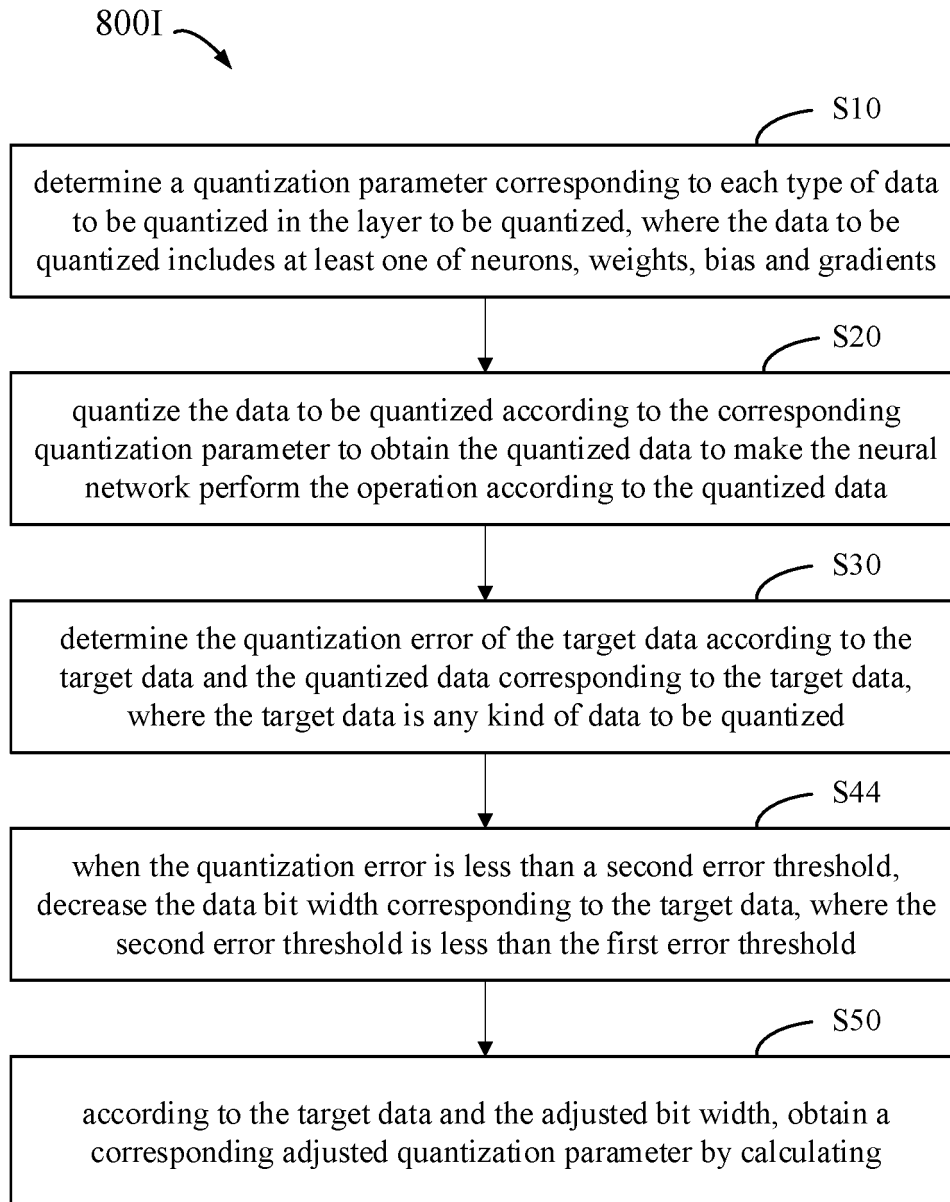 800I
S10
determine a quantization parameter corresponding to each type of data
to be quantized in the layer to be quantized, where the data to be
quantized includes at least one of neurons, weights, bias and gradients
S20
quantize the data to be quantized according to the corresponding
quantization parameter to obtain the quantized data to make the neural
network perform the operation according to the quantized data
S30
determine the quantization error of the target data according to the
target data and the quantized data corresponding to the target data,
where the target data is any kind of data to be quantized
S44
when the quantization error is less than a second error threshold,
decrease the data bit width corresponding to the target data, where the
second error threshold is less than the first error threshold
S50
according to the target data and the adjusted bit width, obtain a
corresponding adjusted quantization parameter by calculating